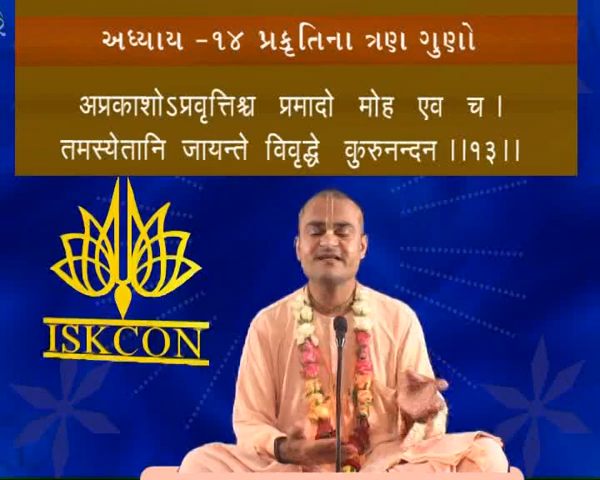 અધ્યાય -૧૪ પ્રકૃતિના ત્રણ ગુણો
अप्रकाशोऽप्रवृत्तिश्च प्रमादो मोह एव च ।
तमस्येतानि जायन्ते विवृद्धे कुरुनन्दन ।।१३।।
ISKCON